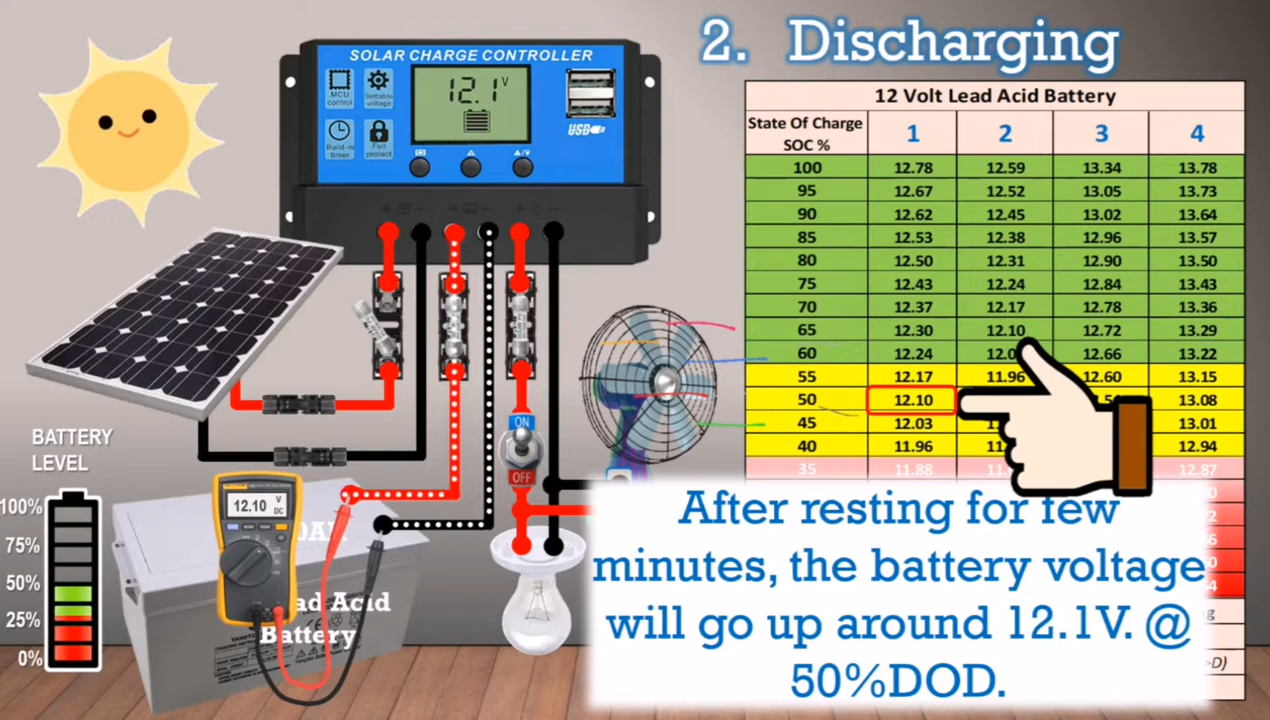 2. Discharging
SOLAR CHARGE CONTROLLER
MCU control
Settable voltage
Build-in timer
Full protect
12.1 V
USB
12 Volt Lead Acid Battery
State Of Charge SOC % 1 2 3 4
100 12.78 12.59 13.34 13.78
95 12.67 12.52 13.05 13.73
90 12.62 12.45 13.02 13.64
85 12.53 12.38 12.96 13.57
80 12.50 12.31 12.90 13.50
75 12.43 12.24 12.84 13.43
70 12.37 12.17 12.78 13.36
65 12.30 12.10 12.72 13.29
60 12.24 12.66 13.22
55 12.17 11.96 12.60 13.15
50 12.10 13.08
45 12.03 13.01
40 11.96 12.94
35 11.88 12.87
ON
OFF
BATTERY
LEVEL
100%
75%
50%
25%
0%
12.10 V DC
Acid
Battery
After resting for few
minutes, the battery voltage
will go up around 12.1V. @
50%DOD.